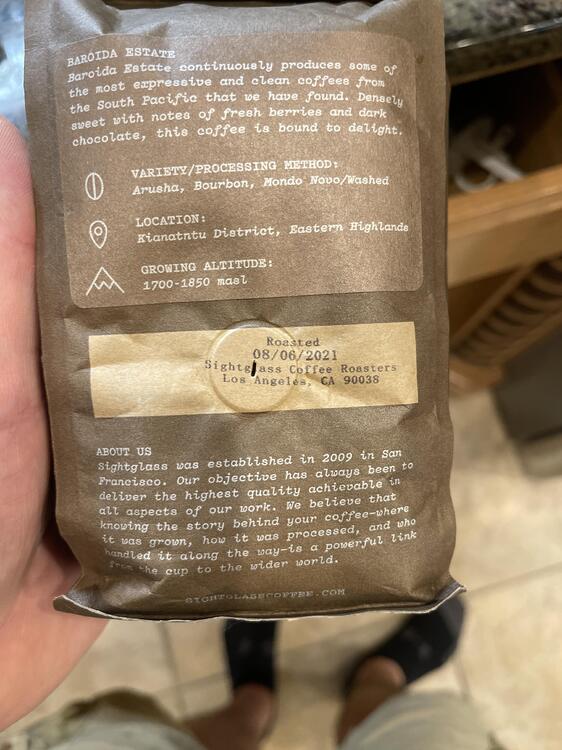 BAROIDA ESTATE
Baroida Estate continuously produces some of
the most expressive and clean coffees from
the South Pacific that we have found. Densely
sweet with notes of fresh berries and dark
chocolate, this coffee is bound to delight.
VARIETY/PROCESSING METHOD:
Arusha, Bourbon, Mondo Novo/Washed
LOCATION:
Kianatntu District, Eastern Highlands
GROWING ALTITUDE:
1700-1850 masl
Roasted
08/06/2021
Sightglass Coffee Roasters
Los Angeles, CA 90038
ABOUT US
Sightglass was established in 2009 in San
Francisco. Our objective has always been to
deliver the highest quality achievable in
all aspects of our work. We believe that
knowing the story behind your coffee—where
it was grown, how it was processed, and who
handled it along the way—is a powerful link
from the cup to the wider world.
SIGHTGLASSCOFFEE.COM